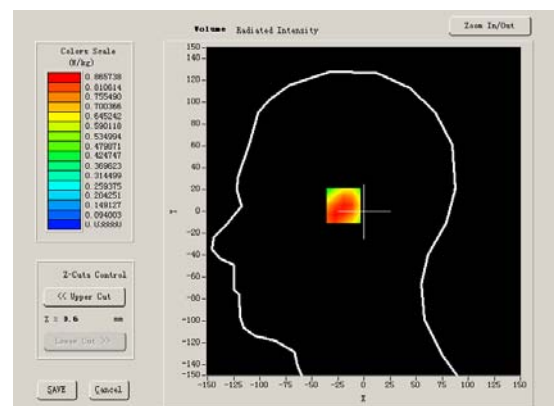 Volume Radiated Intensity
Zoom In/Out
Colors Scale
(W/kg)
0.865738
0.810614
0.755490
0.700366
0.645242
0.590118
0.534994
0.479871
0.424747
0.369623
0.314499
0.259375
0.204251
0.149127
0.094003
Z-Cuts Control
<< Upper Cut
mm
Lower Cut >>
SAVE
Cancel
150
140
120
100
80
60
40
20
0
-20
-40
-60
-80
-100
-120
-140
-150
Y
-150 -125 -100 -75 -50 -25 0 25 50 75 100 125 150
X